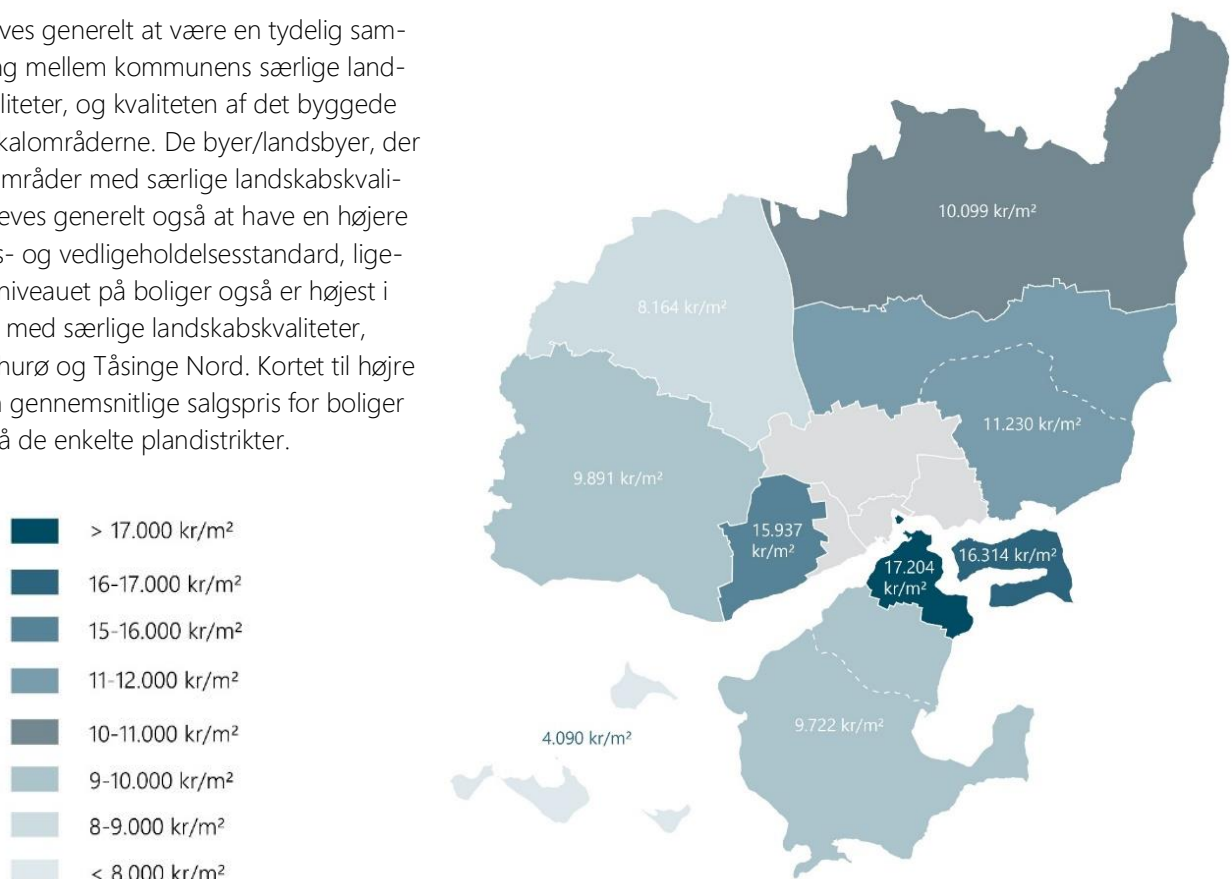 ves generelt at være en tydelig sam-
g mellem kommunens særlige land-
liteter, og kvaliteten af det byggede
kalområderne. De byer/landsbyer, der
mråder med særlige landskabskvali-
eves generelt også at have en højere
s- og vedligeholdelsesstandard, lige-
niveauet på boliger også er højest i
med særlige landskabskvaliteter,
hurø og Tåsinge Nord. Kortet til højre
gennemsnitlige salgspris for boliger
å de enkelte plandistrikter.
10.099 kr/m²
8.164 kr/m²
11.230 kr/m²
9.891 kr/m²
15.937
kr/m²
16.314 kr/m²
17.204
kr/m²
9.722 kr/m²
4.090 kr/m²
> 17.000 kr/m²
16-17.000 kr/m²
15-16.000 kr/m²
11-12.000 kr/m²
10-11.000 kr/m²
9-10.000 kr/m²
8-9.000 kr/m²
< 8.000 kr/m²